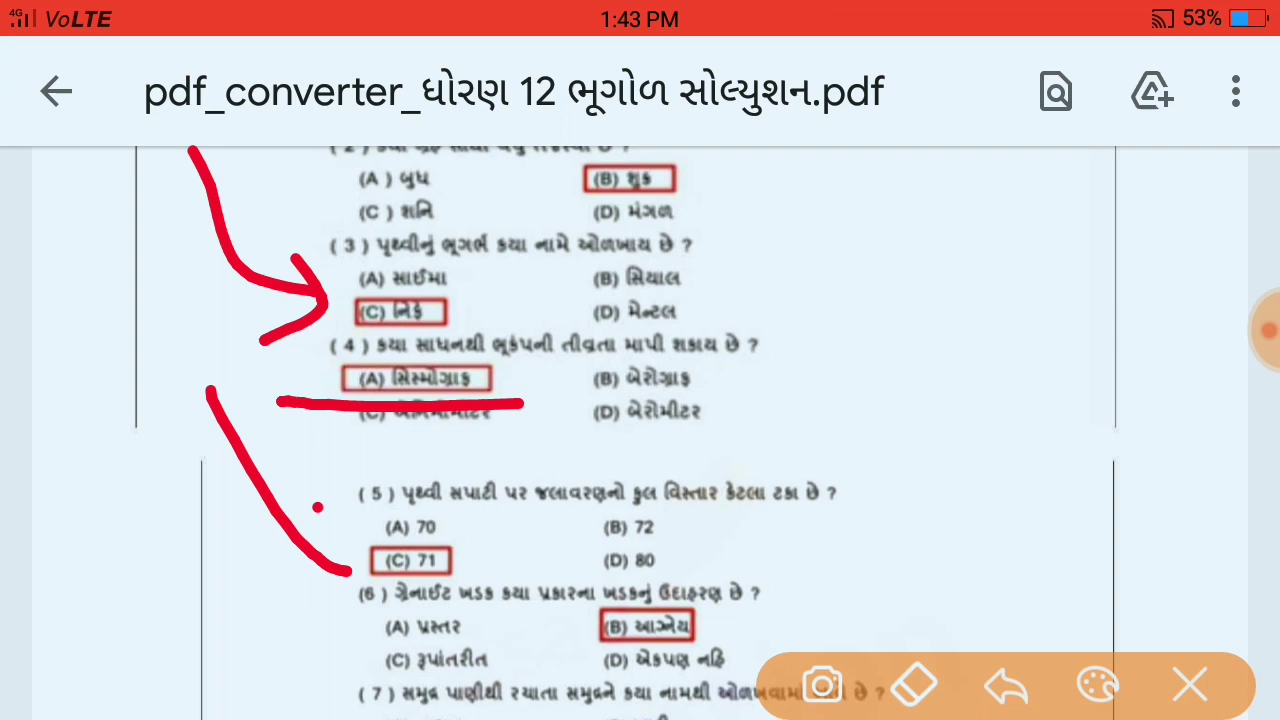 4G VoLTE 1:43 PM 53%
pdf_converter_ધોરણ 12 ભૂગોળ સોલ્યુશન.pdf
(A ) બુધ (B) શુક્ર
(C ) શનિ (D) મંગળ
( 3 ) પૃથ્વીનું ભૂગર્ભ કયા નામે ઓળખાય છે ?
(A) સાઈમા (B) સિયાલ
(C) નિફે (D) મેન્ટલ
( 4 ) કયા સાધનથી ભૂકંપની તીવ્રતા માપી શકાય છે ?
(A) સિસ્મોગ્રાફ (B) બેરોગ્રાફ
(C) (D) બેરોમીટર
( 5 ) પૃથ્વી સપાટી પર જલાવરણનો કુલ વિસ્તાર કેટલા ટકા છે ?
(A) 70 (B) 72
(C) 71 (D) 80
(6 ) ગ્રેનાઈટ ખડક કયા પ્રકારના ખડકનું ઉદાહરણ છે ?
(A) પ્રસ્તર (B) આગ્નેય
(C) રૂપાંતરીત (D) એકપણ નહિ
( 7 ) સમુદ્ર પાણીથી રચાતા સમુદ્રને કયા નામથી છે ?